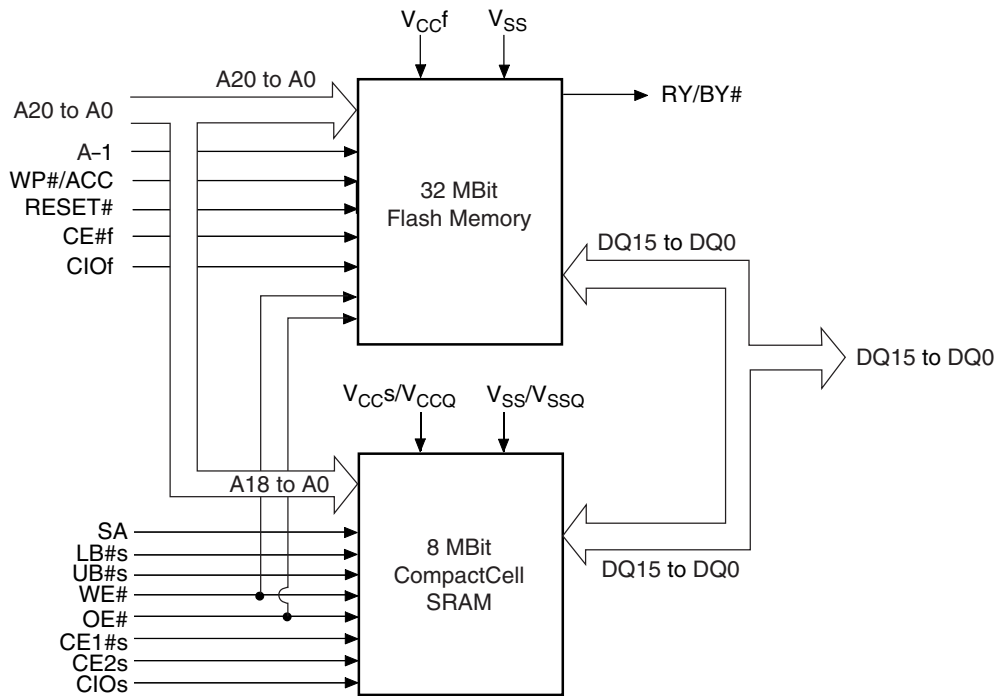 VCCf
VSS
A20 to A0
A20 to A0
RY/BY#
A–1
WP#/ACC
RESET#
CE#f
CIOf
32 MBit
Flash Memory
DQ15 to DQ0
DQ15 to DQ0
VCCs/VCCQ
VSS/VSSQ
A18 to A0
SA
LB#s
UB#s
WE#
OE#
CE1#s
CE2s
CIOs
8 MBit
CompactCell
SRAM
DQ15 to DQ0